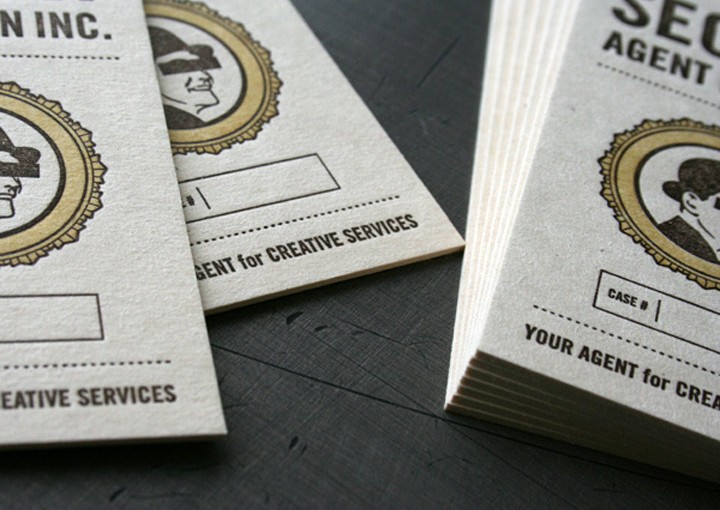 N INC.
EATIVE SERVICES
#
GENT for CREATIVE SERVICES
SEC
AGENT
CASE #
YOUR AGENT for CREA